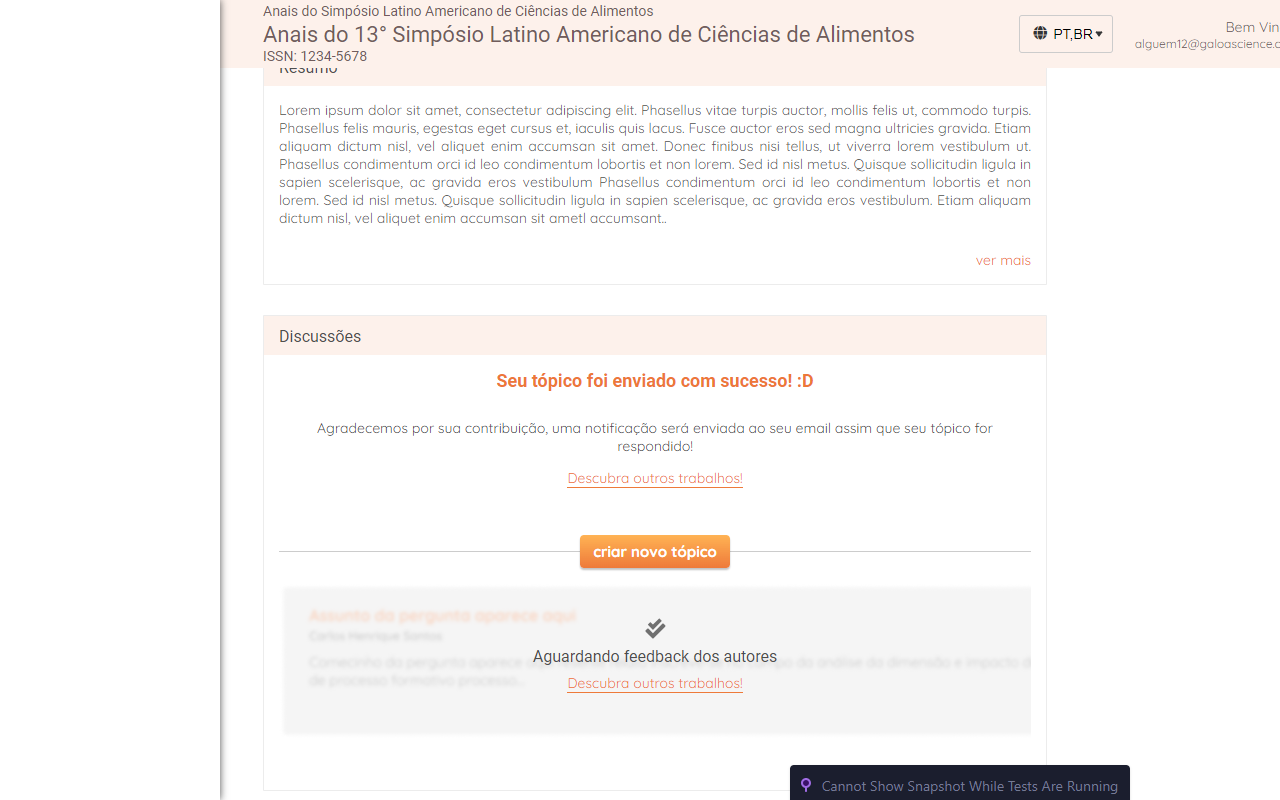 Anais do Simpósio Latino Americano de Ciências de Alimentos
Anais do 13° Simpósio Latino Americano de Ciências de Alimentos
ISSN: 1234-5678
PT,BR
Bem Vin
alguem12@galoascience.c
Resumo
Lorem ipsum dolor sit amet, consectetur adipiscing elit. Phasellus vitae turpis auctor, mollis felis ut, commodo turpis.
Phasellus felis mauris, egestas eget cursus et, iaculis quis lacus. Fusce auctor eros sed magna ultricies gravida. Etiam
aliquam dictum nisl, vel aliquet enim accumsan sit amet. Donec finibus nisi tellus, ut viverra lorem vestibulum ut.
Phasellus condimentum orci id leo condimentum lobortis et non lorem. Sed id nisl metus. Quisque sollicitudin ligula in
sapien scelerisque, ac gravida eros vestibulum Phasellus condimentum orci id leo condimentum lobortis et non
lorem. Sed id nisl metus. Quisque sollicitudin ligula in sapien scelerisque, ac gravida eros vestibulum. Etiam aliquam
dictum nisl, vel aliquet enim accumsan sit ametl accumsant..
ver mais
Discussões
Seu tópico foi enviado com sucesso! :D
Agradecemos por sua contribuição, uma notificação será enviada ao seu email assim que seu tópico for
respondido!
Descubra outros trabalhos!
criar novo tópico
Assunto da pergunta aparece aqui
Carlos Henrique Santos
Comecinho da pergunta aparece campo da análise da dimensão e impacto d
de processo formativo processo...
Aguardando feedback dos autores
Descubra outros trabalhos!
Cannot Show Snapshot While Tests Are Running